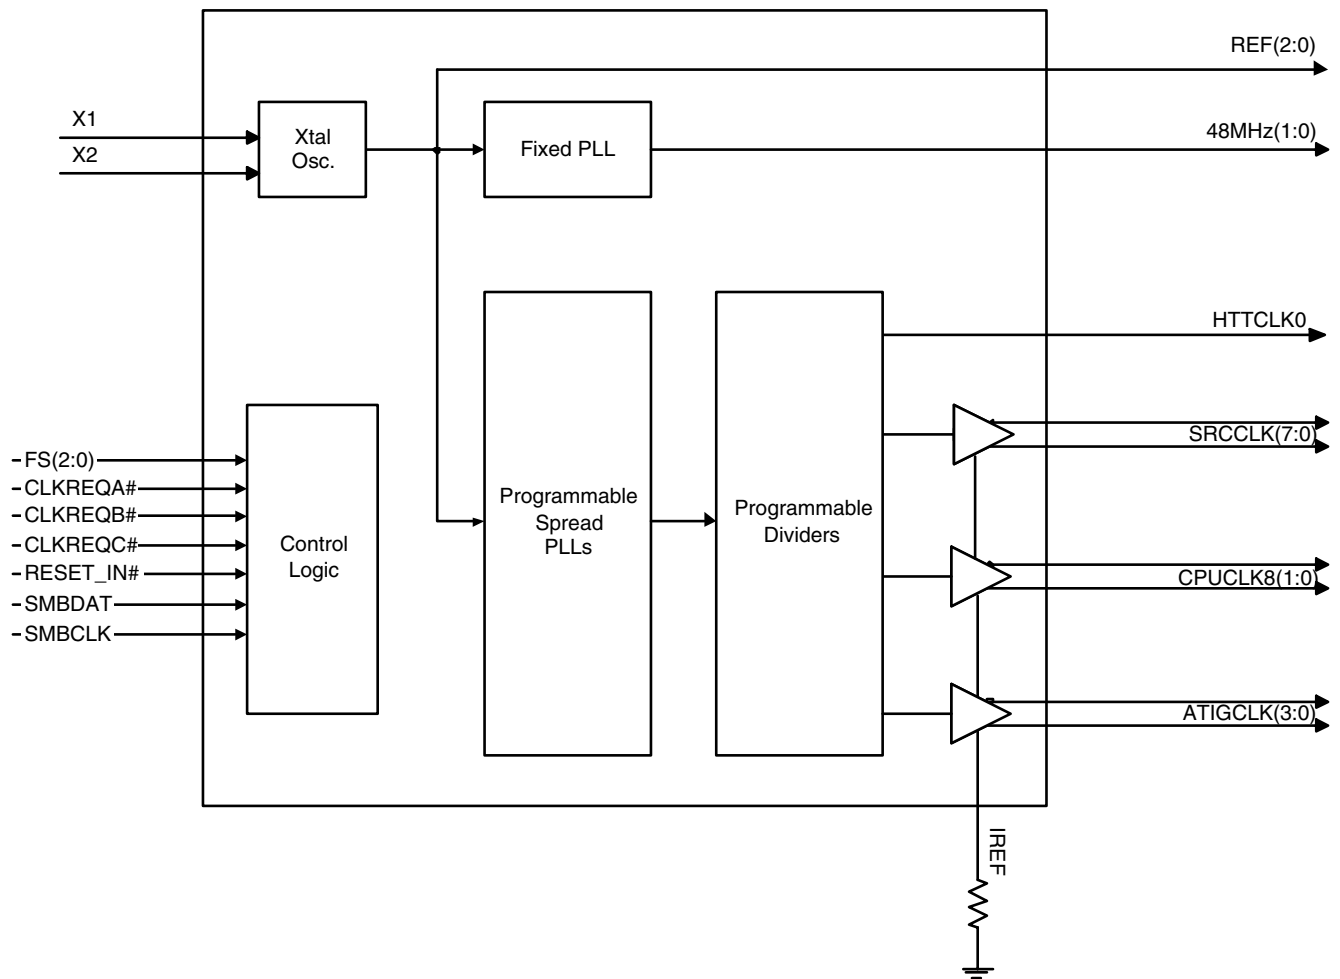 REF(2:0)
X1
X2
Xtal
Osc.
Fixed PLL
48MHz(1:0)
HTTCLK0
SRCCLK(7:0)
FS(2:0)
CLKREQA#
CLKREQB#
CLKREQC#
RESET_IN#
SMBDAT
SMBCLK
Control
Logic
Programmable
Spread
PLLs
Programmable
Dividers
CPUCLK8(1:0)
ATIGCLK(3:0)
IREF